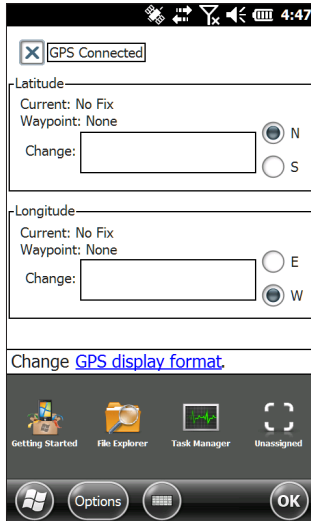 4:47
GPS Connected
Latitude
Current: No Fix
Waypoint: None
Change:
N
S
Longitude
Current: No Fix
Waypoint: None
Change:
E
W
Change GPS display format.
Getting Started File Explorer Task Manager Unassigned
Options OK